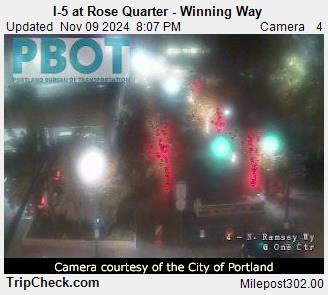 I-5 at Rose Quarter - Winning Way
Updated Nov 09 2024 8:07 PM Camera 4
PBOT
PORTLAND BUREAU OF TRANSPORTATION
4 - N. Ramsey Wy
@ One Ctr
Camera courtesy of the City of Portland
TripCheck.com Milepost302.00